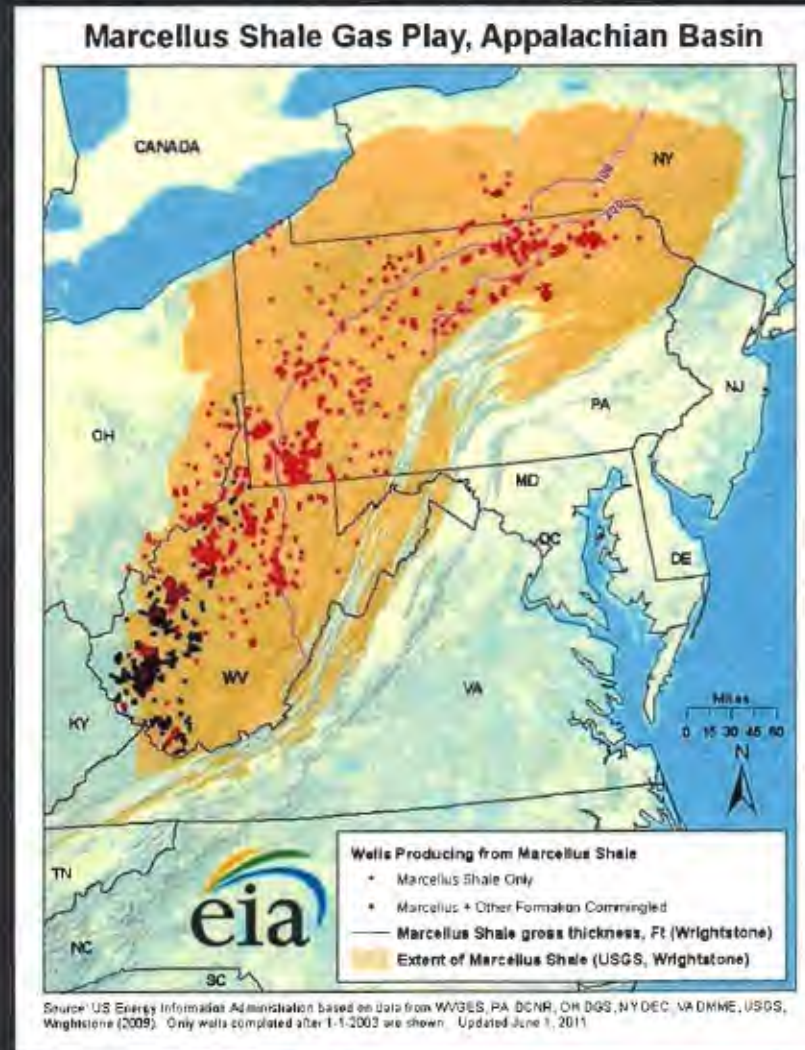 Marcellus Shale Gas Play, Appalachian Basin
CANADA
NY
100
200
OH
PA
NJ
MD
DC
DE
WV
VA
KY
Miles
0 15 30 45 60
N
TN
NC
SC
eia
Wells Producing from Marcellus Shale
Marcellus Shale Only
Marcellus + Other Formation Commingled
Marcellus Shale gross thickness, Ft (Wrightstone)
Extent of Marcellus Shale (USGS, Wrightstone)
Source: US Energy Information Administration based on data from WVGES, PA DCNR, OH DGS, NY DEC, VA DMME, USGS,
Wrightstone (2009). Only wells completed after 1-1-2003 are shown. Updated June 1, 2011